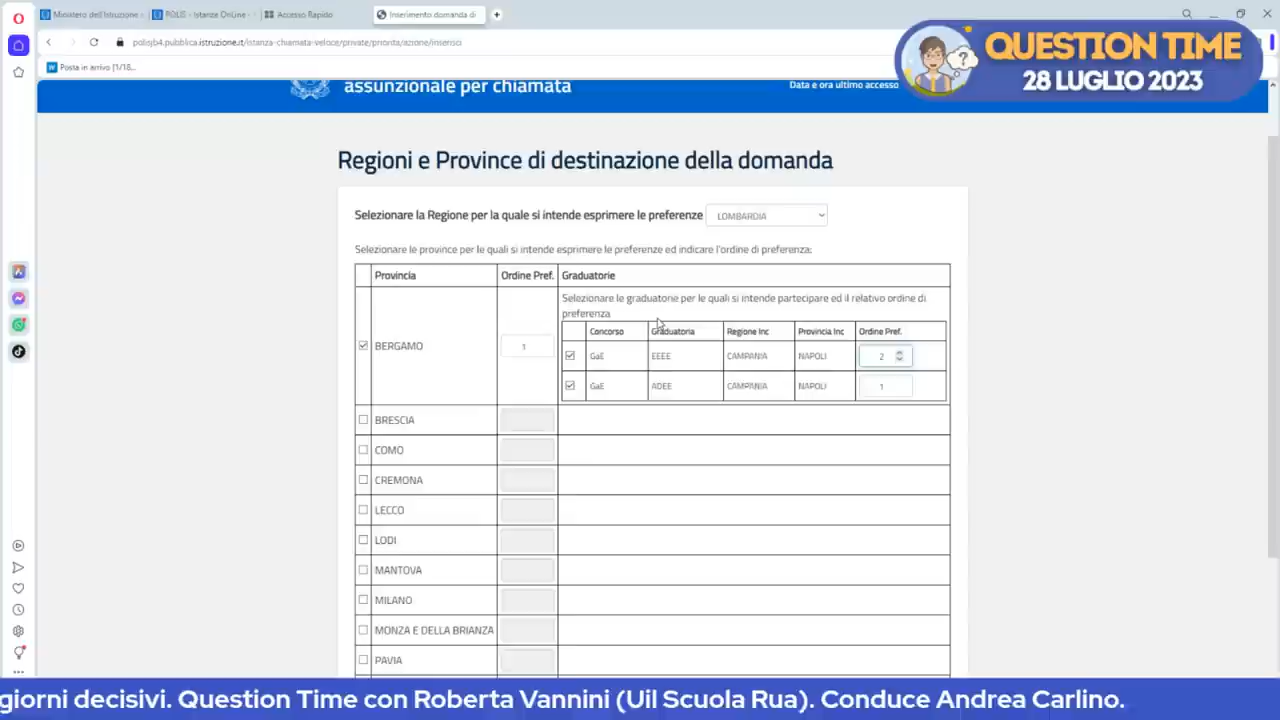 Ministero dell'Istruzione
POLIS - Istanze OnLine -
Accesso Rapido
Inserimento domanda di
polisjb4.pubblica.istruzione.it/istanza-chiamata-veloce/private/priorita/azione/inserisci
Posta in arrivo [1/18...
QUESTION TIME
28 LUGLIO 2023
assunzionale per chiamata
Data e ora ultimo accesso
Regioni e Province di destinazione della domanda
Selezionare la Regione per la quale si intende esprimere le preferenze LOMBARDIA
Selezionare le province per le quali si intende esprimere le preferenze ed indicare l'ordine di preferenza:
Provincia Ordine Pref. Graduatorie
Selezionare le graduatorie per le quali si intende partecipare ed il relativo ordine di
preferenza
Concorso Graduatoria Regione Inc Provincia Inc Ordine Pref.
BERGAMO 1
GaE EEEE CAMPANIA NAPOLI 2
GaE ADEE CAMPANIA NAPOLI 1
BRESCIA
COMO
CREMONA
LECCO
LODI
MANTOVA
MILANO
MONZA E DELLA BRIANZA
PAVIA
giorni decisivi. Question Time con Roberta Vannini (Uil Scuola Rua). Conduce Andrea Carlino.